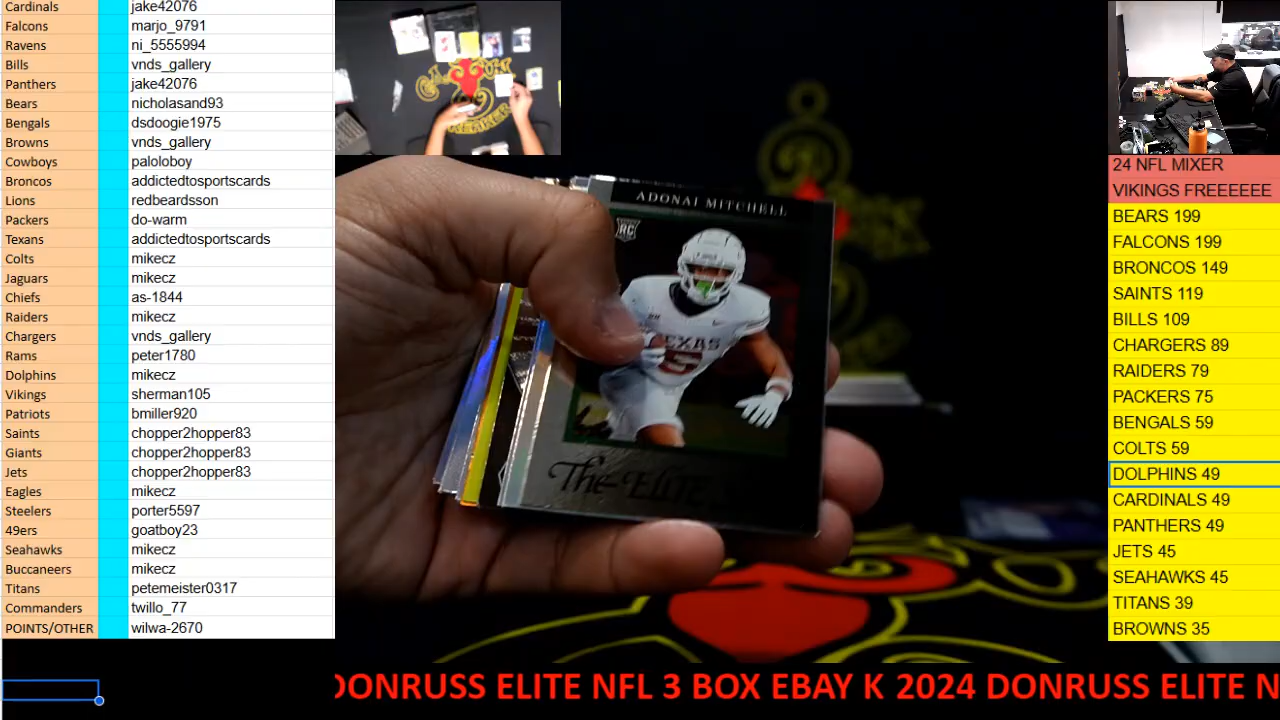 Cardinals jake42076
Falcons marjo_9791
Ravens ni_5555994
Bills vnds_gallery
Panthers jake42076
Bears nicholasand93
Bengals dsdoogie1975
Browns vnds_gallery
Cowboys paloloboy
Broncos addictedtosportscards
Lions redbeardsson
Packers do-warm
Texans addictedtosportscards
Colts mikecz
Jaguars mikecz
Chiefs as-1844
Raiders mikecz
Chargers vnds_gallery
Rams peter1780
Dolphins mikecz
Vikings sherman105
Patriots bmiller920
Saints chopper2hopper83
Giants chopper2hopper83
Jets chopper2hopper83
Eagles mikecz
Steelers porter5597
49ers goatboy23
Seahawks mikecz
Buccaneers mikecz
Titans petemeister0317
Commanders twillo_77
POINTS/OTHER wilwa-2670
ADONAI MITCHELL
RC
TEXAS
5
The Elite
24 NFL MIXER
VIKINGS FREEEEEE
BEARS 199
FALCONS 199
BRONCOS 149
SAINTS 119
BILLS 109
CHARGERS 89
RAIDERS 79
PACKERS 75
BENGALS 59
COLTS 59
DOLPHINS 49
CARDINALS 49
PANTHERS 49
JETS 45
SEAHAWKS 45
TITANS 39
BROWNS 35
DONRUSS ELITE NFL 3 BOX EBAY K 2024 DONRUSS ELITE N